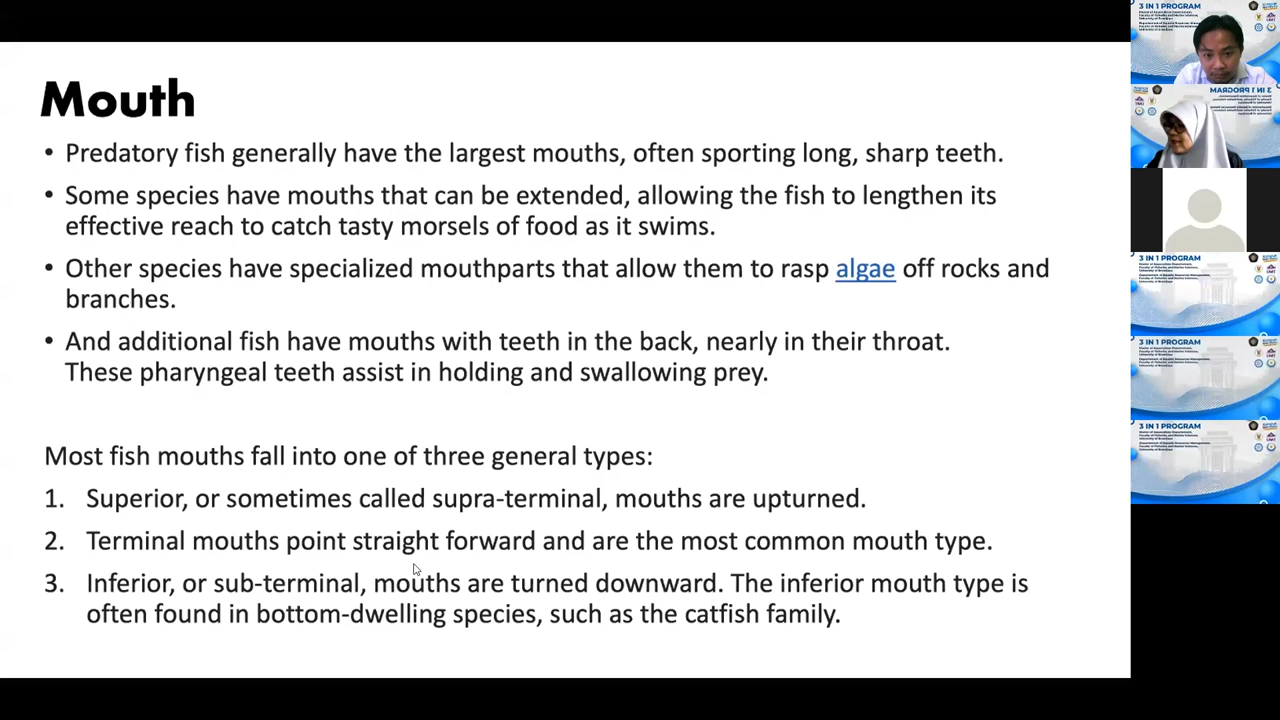 Mouth
• Predatory fish generally have the largest mouths, often sporting long, sharp teeth.
• Some species have mouths that can be extended, allowing the fish to lengthen its
effective reach to catch tasty morsels of food as it swims.
• Other species have specialized mouthparts that allow them to rasp algae off rocks and
branches.
• And additional fish have mouths with teeth in the back, nearly in their throat.
These pharyngeal teeth assist in holding and swallowing prey.
Most fish mouths fall into one of three general types:
1. Superior, or sometimes called supra-terminal, mouths are upturned.
2. Terminal mouths point straight forward and are the most common mouth type.
3. Inferior, or sub-terminal, mouths are turned downward. The inferior mouth type is
often found in bottom-dwelling species, such as the catfish family.
3 IN 1 PROGRAM
3 IN 1 PROGRAM
3 IN 1 PROGRAM
3 IN 1 PROGRAM
3 IN 1 PROGRAM